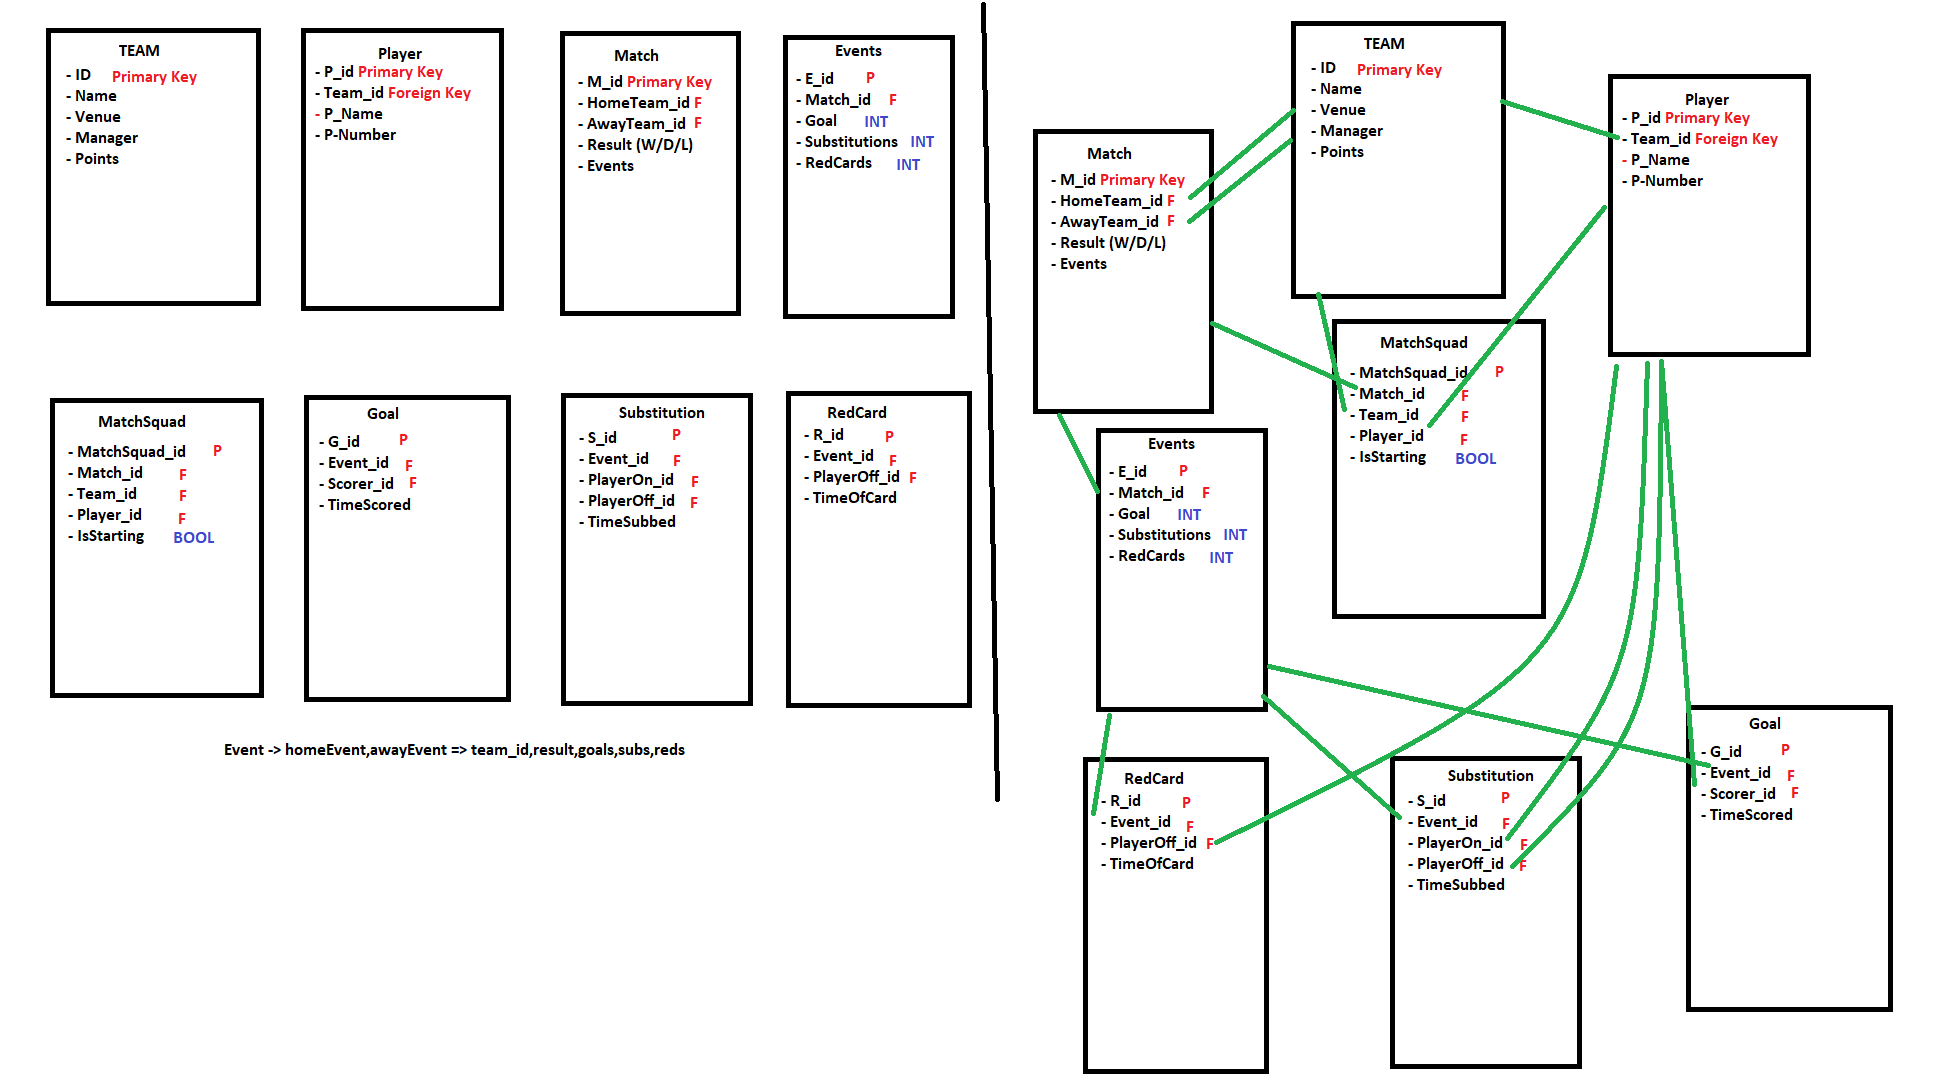 TEAM
- ID Primary Key
- Name
- Venue
- Manager
- Points
Player
- P_id Primary Key
- Team_id Foreign Key
- P_Name
- P-Number
Match
- M_id Primary Key
- HomeTeam_id F
- AwayTeam_id F
- Result (W/D/L)
- Events
Events
- E_id P
- Match_id F
- Goal INT
- Substitutions INT
- RedCards INT
MatchSquad
- MatchSquad_id P
- Match_id F
- Team_id F
- Player_id F
- IsStarting BOOL
Goal
- G_id P
- Event_id F
- Scorer_id F
- TimeScored
Substitution
- S_id P
- Event_id F
- PlayerOn_id F
- PlayerOff_id F
- TimeSubbed
RedCard
- R_id P
- Event_id F
- PlayerOff_id F
- TimeOfCard
Event -> homeEvent,awayEvent => team_id,result,goals,subs,reds
TEAM
- ID Primary Key
- Name
- Venue
- Manager
- Points
Player
- P_id Primary Key
- Team_id Foreign Key
- P_Name
- P-Number
Match
- M_id Primary Key
- HomeTeam_id F
- AwayTeam_id F
- Result (W/D/L)
- Events
MatchSquad
- MatchSquad_id P
- Match_id F
- Team_id F
- Player_id F
- IsStarting BOOL
Events
- E_id P
- Match_id F
- Goal INT
- Substitutions INT
- RedCards INT
RedCard
- R_id P
- Event_id F
- PlayerOff_id F
- TimeOfCard
Substitution
- S_id P
- Event_id F
- PlayerOn_id F
- PlayerOff_id F
- TimeSubbed
Goal
- G_id P
- Event_id F
- Scorer_id F
- TimeScored